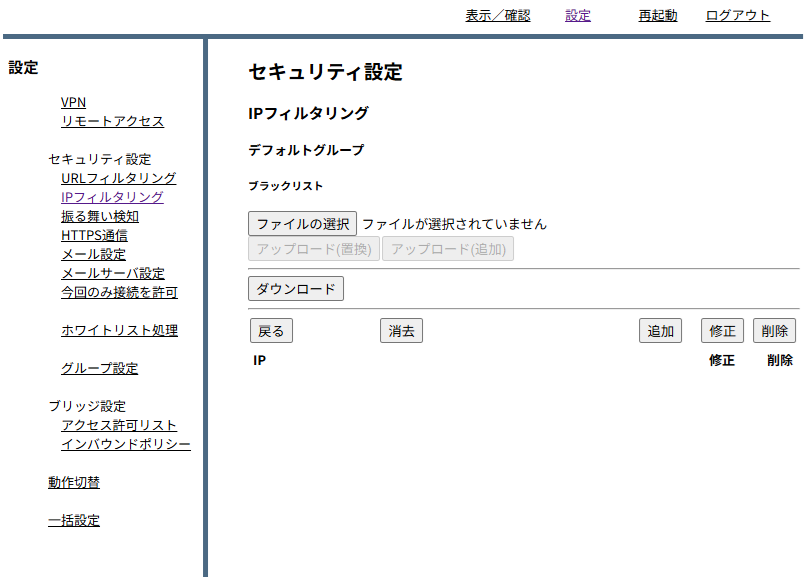 表示／確認 設定 再起動 ログアウト
設定
VPN
リモートアクセス
セキュリティ設定
URLフィルタリング
IPフィルタリング
振る舞い検知
HTTPS通信
メール設定
メールサーバ設定
今回のみ接続を許可
ホワイトリスト処理
グループ設定
ブリッジ設定
アクセス許可リスト
インバウンドポリシー
動作切替
一括設定
セキュリティ設定
IPフィルタリング
デフォルトグループ
ブラックリスト
ファイルの選択 ファイルが選択されていません
アップロード(置換) アップロード(追加)
ダウンロード
戻る 消去 追加 修正 削除
IP 修正 削除